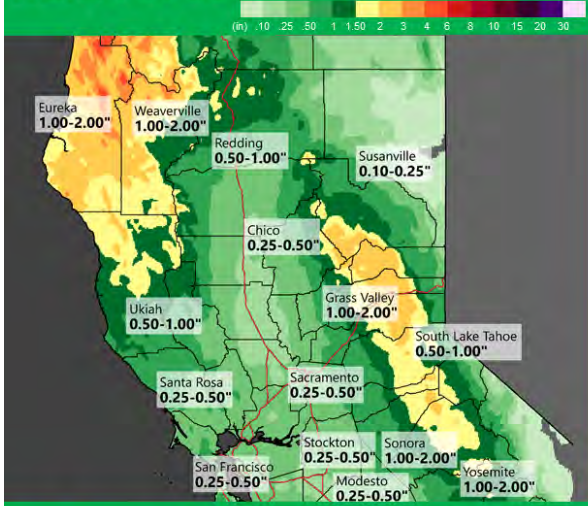 (in) .10 .25 .50 1 1.50 2 3 4 6 8 10 15 20 30
Eureka
1.00-2.00"
Weaverville
1.00-2.00"
Redding
0.50-1.00"
Susanville
0.10-0.25"
Chico
0.25-0.50"
Grass Valley
1.00-2.00"
Ukiah
0.50-1.00"
South Lake Tahoe
0.50-1.00"
Santa Rosa
0.25-0.50"
Sacramento
0.25-0.50"
Stockton
0.25-0.50"
Sonora
1.00-2.00"
San Francisco
0.25-0.50"
Modesto
0.25-0.50"
Yosemite
1.00-2.00"